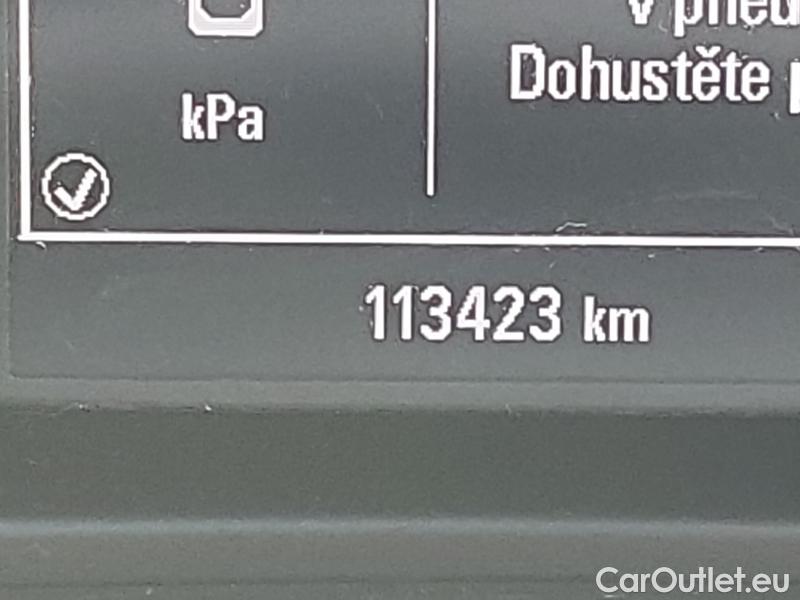 v
Dohustěte
kPa
113423 km
CarOutlet.eu